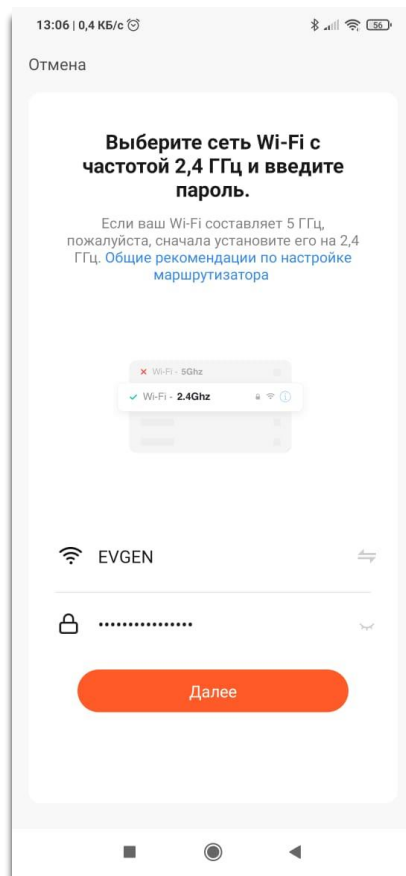 13:06 | 0,4 КБ/с
56
Отмена
Выберите сеть Wi-Fi с
частотой 2,4 ГГц и введите
пароль.
Если ваш Wi-Fi составляет 5 ГГц,
пожалуйста, сначала установите его на 2,4
ГГц. Общие рекомендации по настройке
маршрутизатора
Wi-Fi - 5Ghz
Wi-Fi - 2.4Ghz
EVGEN
••••••••••••••••
Далее